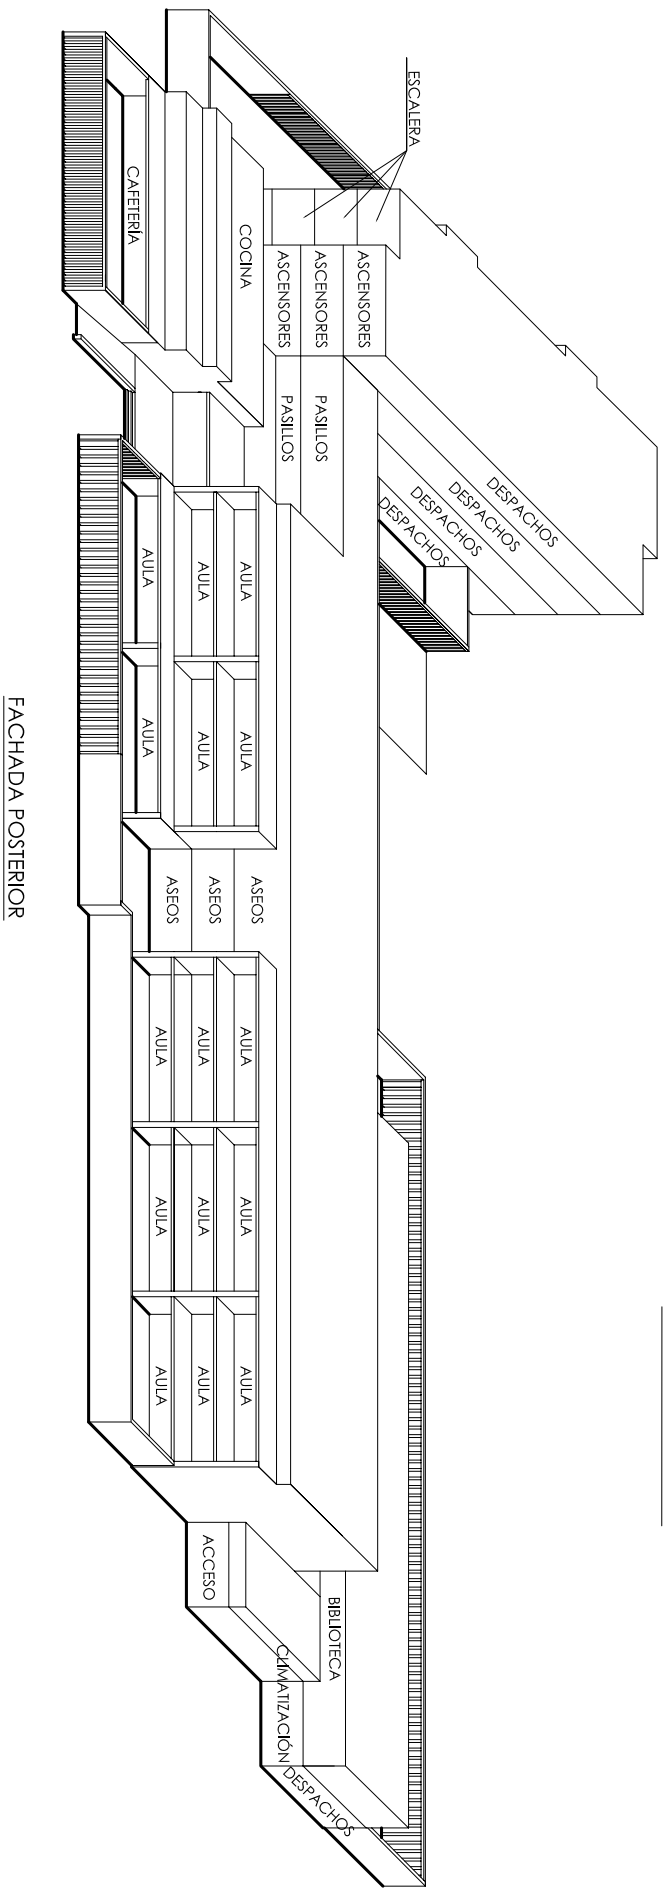 ESCALERA
CAFETERÍA
COCINA
ASCENSORES
ASCENSORES
ASCENSORES
PASILLOS
PASILLOS
DESPACHOS
DESPACHOS
DESPACHOS
DESPACHOS
AULA
AULA
AULA
AULA
AULA
AULA
ASEOS
ASEOS
ASEOS
AULA
AULA
AULA
AULA
AULA
AULA
AULA
AULA
AULA
ACCESO
BIBLIOTECA
CLIMATIZACIÓN
DESPACHOS
FACHADA POSTERIOR